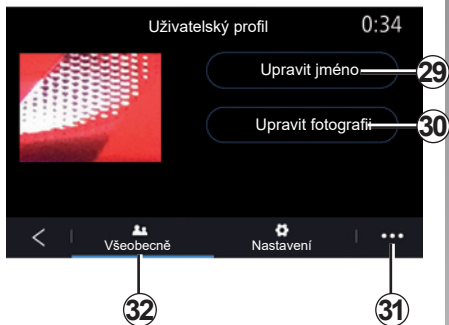 Uživatelský profil 0:34
Upravit jméno 29
Upravit fotografii 30
Všeobecně Nastavení
32 31